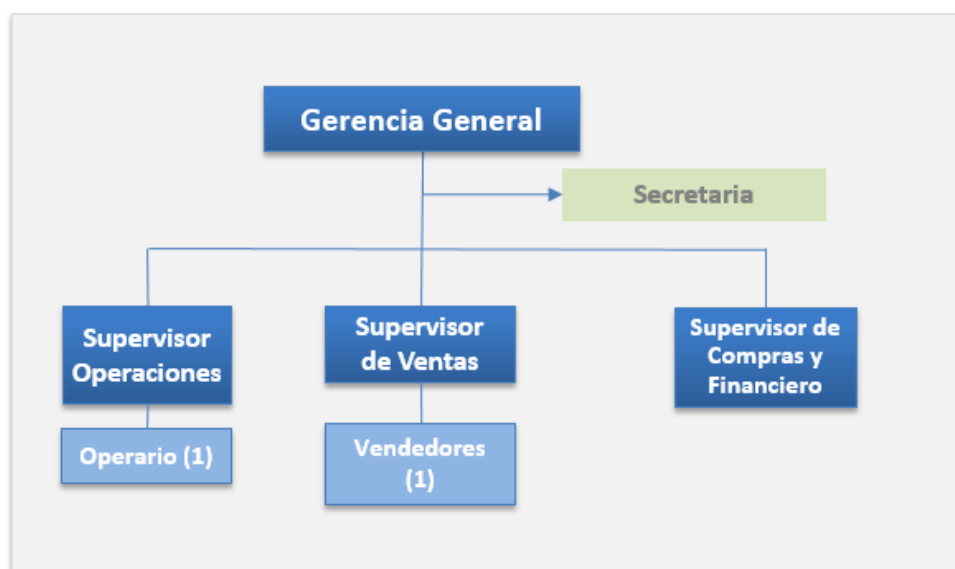 Gerencia General
Secretaria
Supervisor
Operaciones
Supervisor
de Ventas
Supervisor de
Compras y
Financiero
Operario (1)
Vendedores
(1)